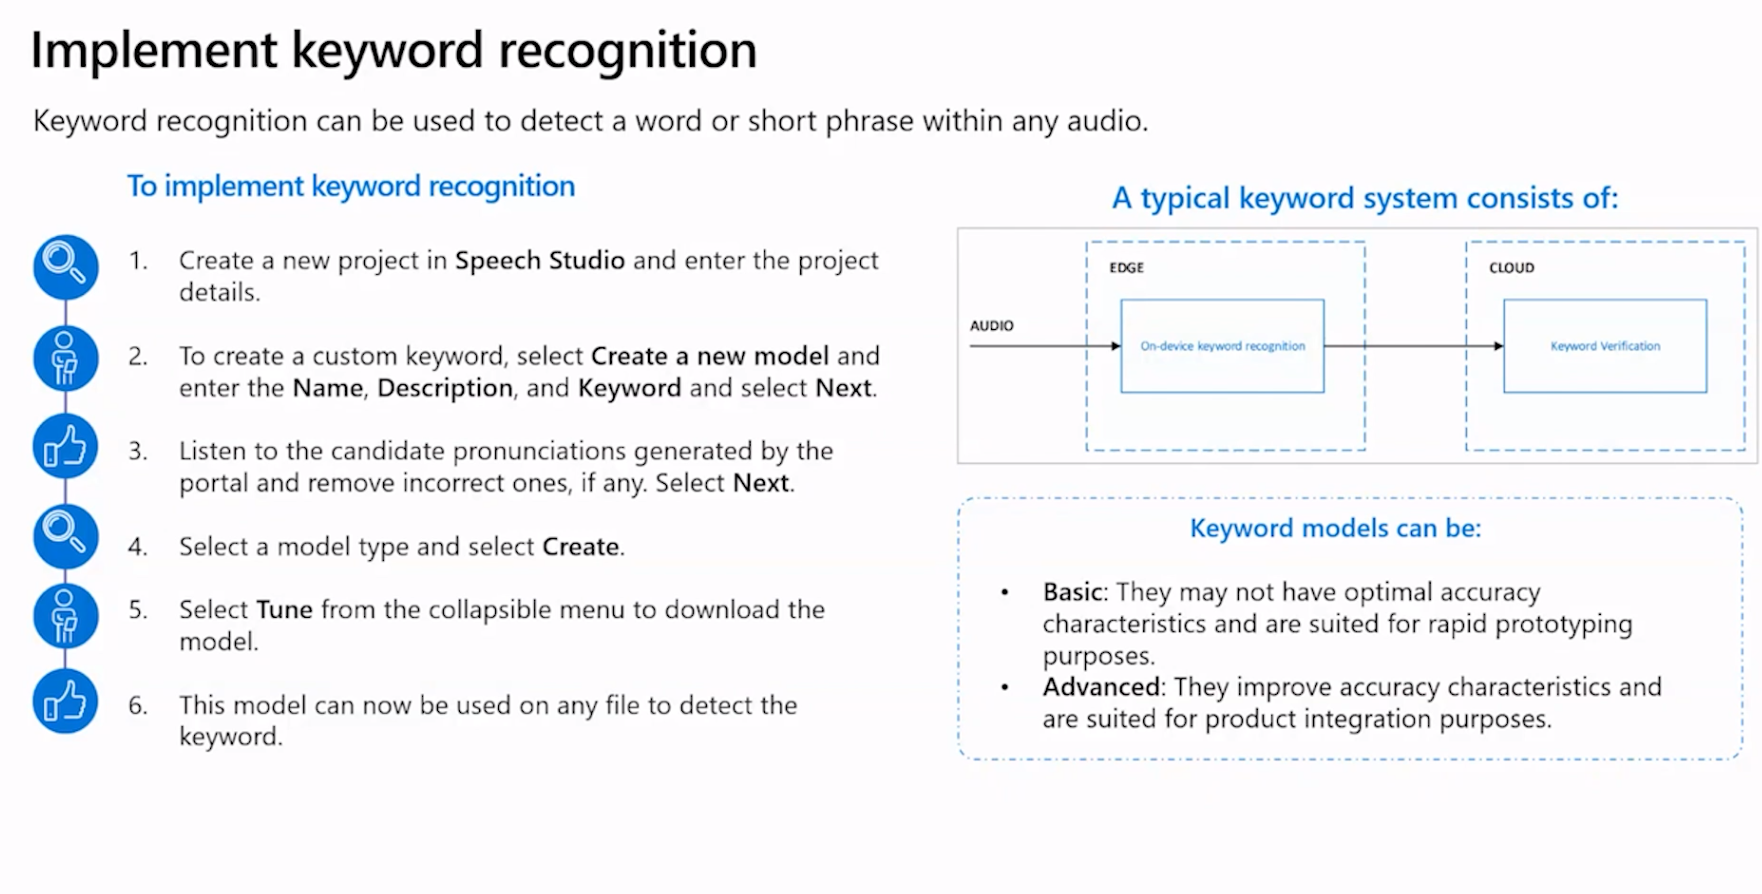 Implement keyword recognition
Keyword recognition can be used to detect a word or short phrase within any audio.
To implement keyword recognition
1. Create a new project in Speech Studio and enter the project
details.
2. To create a custom keyword, select Create a new model and
enter the Name, Description, and Keyword and select Next.
3. Listen to the candidate pronunciations generated by the
portal and remove incorrect ones, if any. Select Next.
4. Select a model type and select Create.
5. Select Tune from the collapsible menu to download the
model.
6. This model can now be used on any file to detect the
keyword.
A typical keyword system consists of:
EDGE
CLOUD
AUDIO
On-device keyword recognition
Keyword Verification
Keyword models can be:
• Basic: They may not have optimal accuracy
characteristics and are suited for rapid prototyping
purposes.
• Advanced: They improve accuracy characteristics and
are suited for product integration purposes.